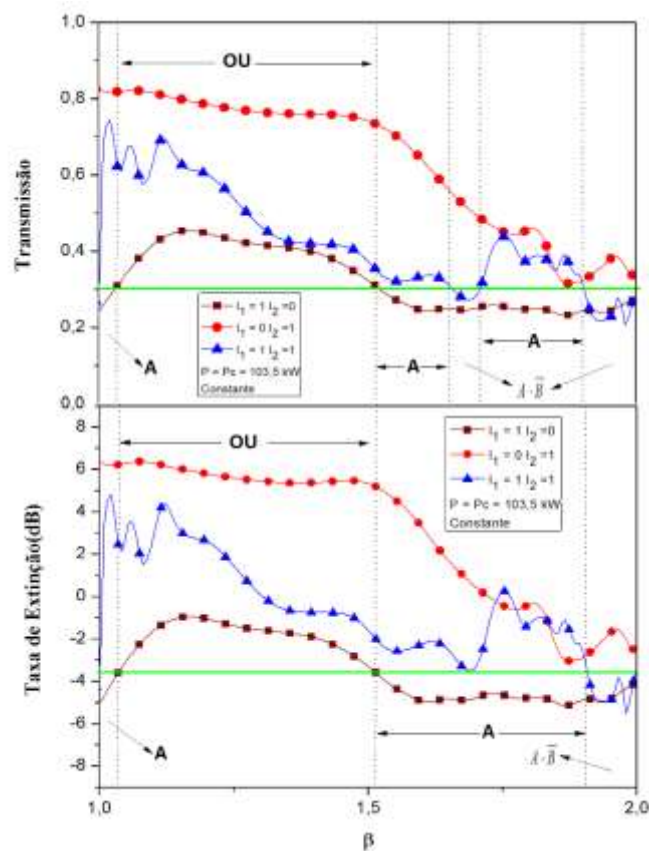 1,0
0,8
0,6
0,4
0,2
0,0
Transmissão
OU
I1 = 1 I2 =0
I1 = 0 I2 =1
I1 = 1 I2 =1
P = Pc = 103,5 kW
Constante
A
A
A
A · B̅
8
6
4
2
0
-2
-4
-6
-8
Taxa de Extinção(dB)
OU
I1 = 1 I2 =0
I1 = 0 I2 =1
I1 = 1 I2 =1
P = Pc = 103,5 kW
Constante
A
A
A · B̅
1,0
1,5
2,0
β